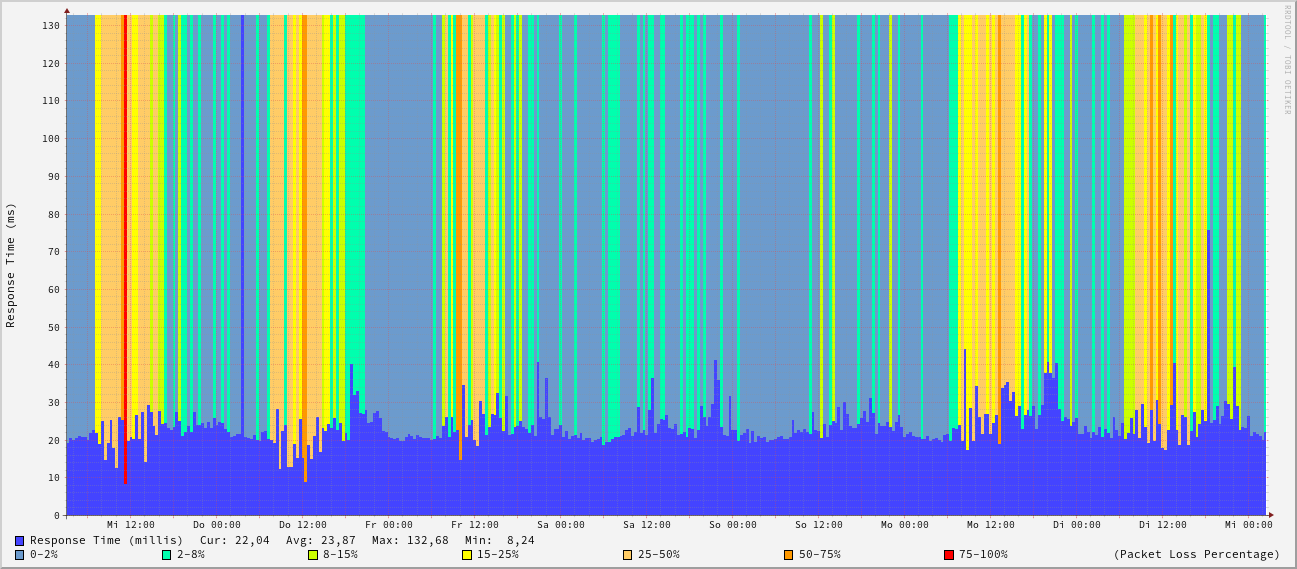 RRDTOOL / TOBI OETIKER
Response Time (ms)
130
120
110
100
90
80
70
60
50
40
30
20
10
0
Mi 12:00 Do 00:00 Do 12:00 Fr 00:00 Fr 12:00 Sa 00:00 Sa 12:00 So 00:00 So 12:00 Mo 00:00 Mo 12:00 Di 00:00 Di 12:00 Mi 00:00
Response Time (millis) Cur: 22,04 Avg: 23,87 Max: 132,68 Min: 8,24
0-2% 2-8% 8-15% 15-25% 25-50% 50-75% 75-100% (Packet Loss Percentage)